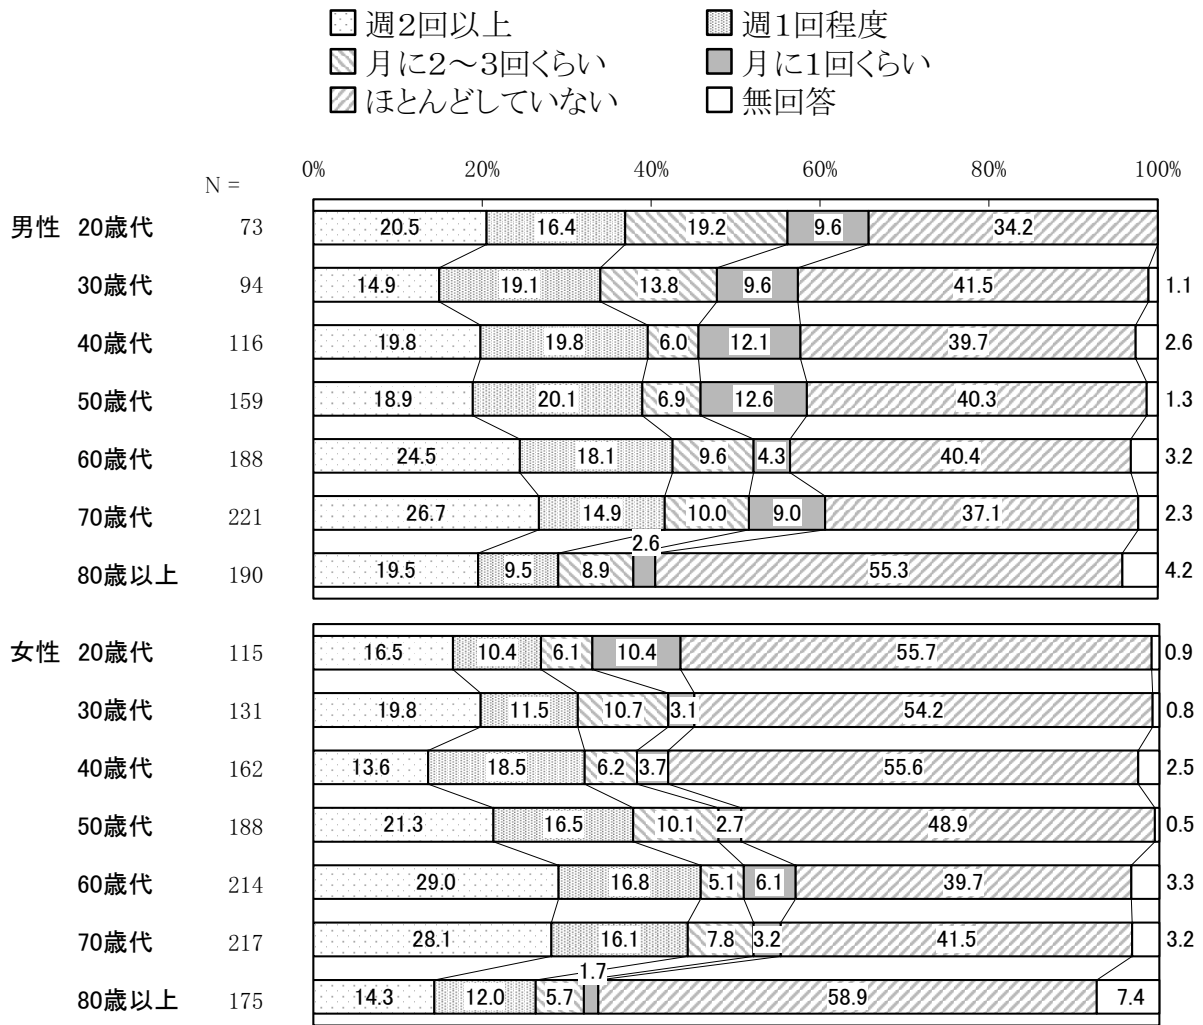 週2回以上 週1回程度
月に2～3回くらい 月に1回くらい
ほとんどしていない 無回答
0% 20% 40% 60% 80% 100%
N =
男性 20歳代 73 20.5 16.4 19.2 9.6 34.2
30歳代 94 14.9 19.1 13.8 9.6 41.5 1.1
40歳代 116 19.8 19.8 6.0 12.1 39.7 2.6
50歳代 159 18.9 20.1 6.9 12.6 40.3 1.3
60歳代 188 24.5 18.1 9.6 4.3 40.4 3.2
70歳代 221 26.7 14.9 10.0 9.0 37.1 2.3
2.6
80歳以上 190 19.5 9.5 8.9 55.3 4.2
女性 20歳代 115 16.5 10.4 6.1 10.4 55.7 0.9
30歳代 131 19.8 11.5 10.7 3.1 54.2 0.8
40歳代 162 13.6 18.5 6.2 3.7 55.6 2.5
50歳代 188 21.3 16.5 10.1 2.7 48.9 0.5
60歳代 214 29.0 16.8 5.1 6.1 39.7 3.3
70歳代 217 28.1 16.1 7.8 3.2 41.5 3.2
1.7
80歳以上 175 14.3 12.0 5.7 58.9 7.4